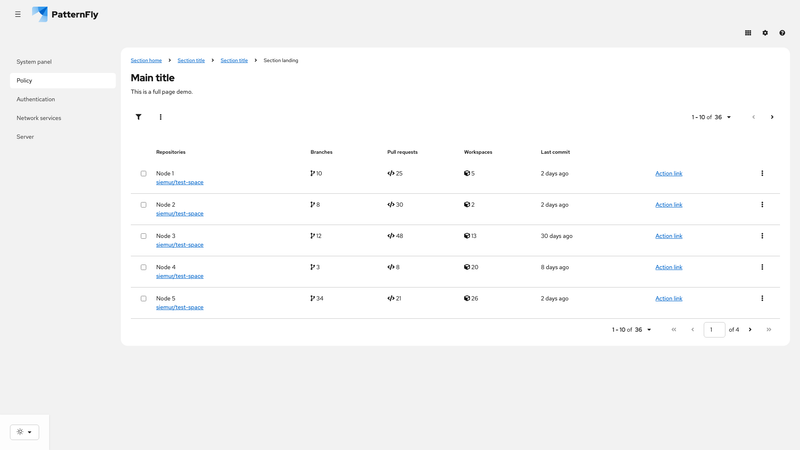 PatternFly
System panel
Policy
Authentication
Network services
Server
Section home Section title Section title Section landing
Main title
This is a full page demo.
1 - 10 of 36
Repositories Branches Pull requests Workspaces Last commit
Node 1 10 25 5 2 days ago Action link
siemur/test-space
Node 2 8 30 2 2 days ago Action link
siemur/test-space
Node 3 12 48 13 30 days ago Action link
siemur/test-space
Node 4 3 8 20 8 days ago Action link
siemur/test-space
Node 5 34 21 26 2 days ago Action link
siemur/test-space
1 - 10 of 36 1 of 4